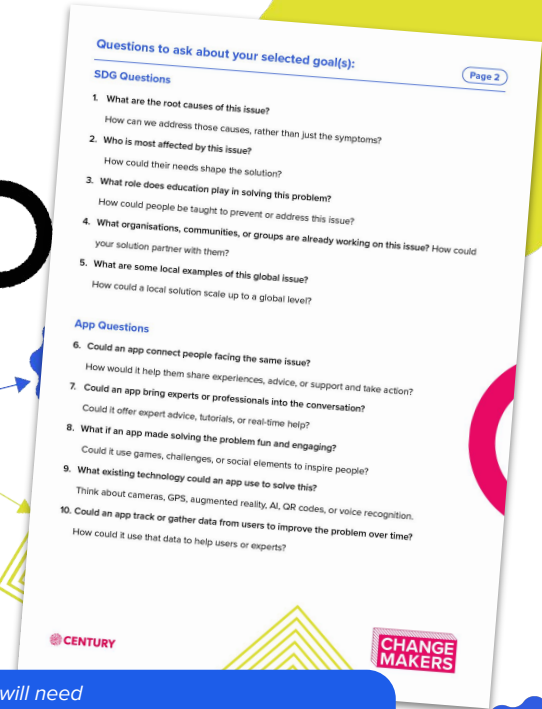 Questions to ask about your selected goal(s):
Page 2
SDG Questions
1. What are the root causes of this issue?
How can we address those causes, rather than just the symptoms?
2. Who is most affected by this issue?
How could their needs shape the solution?
3. What role does education play in solving this problem?
How could people be taught to prevent or address this issue?
4. What organisations, communities, or groups are already working on this issue? How could
your solution partner with them?
5. What are some local examples of this global issue?
How could a local solution scale up to a global level?
App Questions
6. Could an app connect people facing the same issue?
How would it help them share experiences, advice, or support and take action?
7. Could an app bring experts or professionals into the conversation?
Could it offer expert advice, tutorials, or real-time help?
8. What if an app made solving the problem fun and engaging?
Could it use games, challenges, or social elements to inspire people?
9. What existing technology could an app use to solve this?
Think about cameras, GPS, augmented reality, AI, QR codes, or voice recognition.
10. Could an app track or gather data from users to improve the problem over time?
How could it use that data to help users or experts?
CENTURY
CHANGE
MAKERS
will need